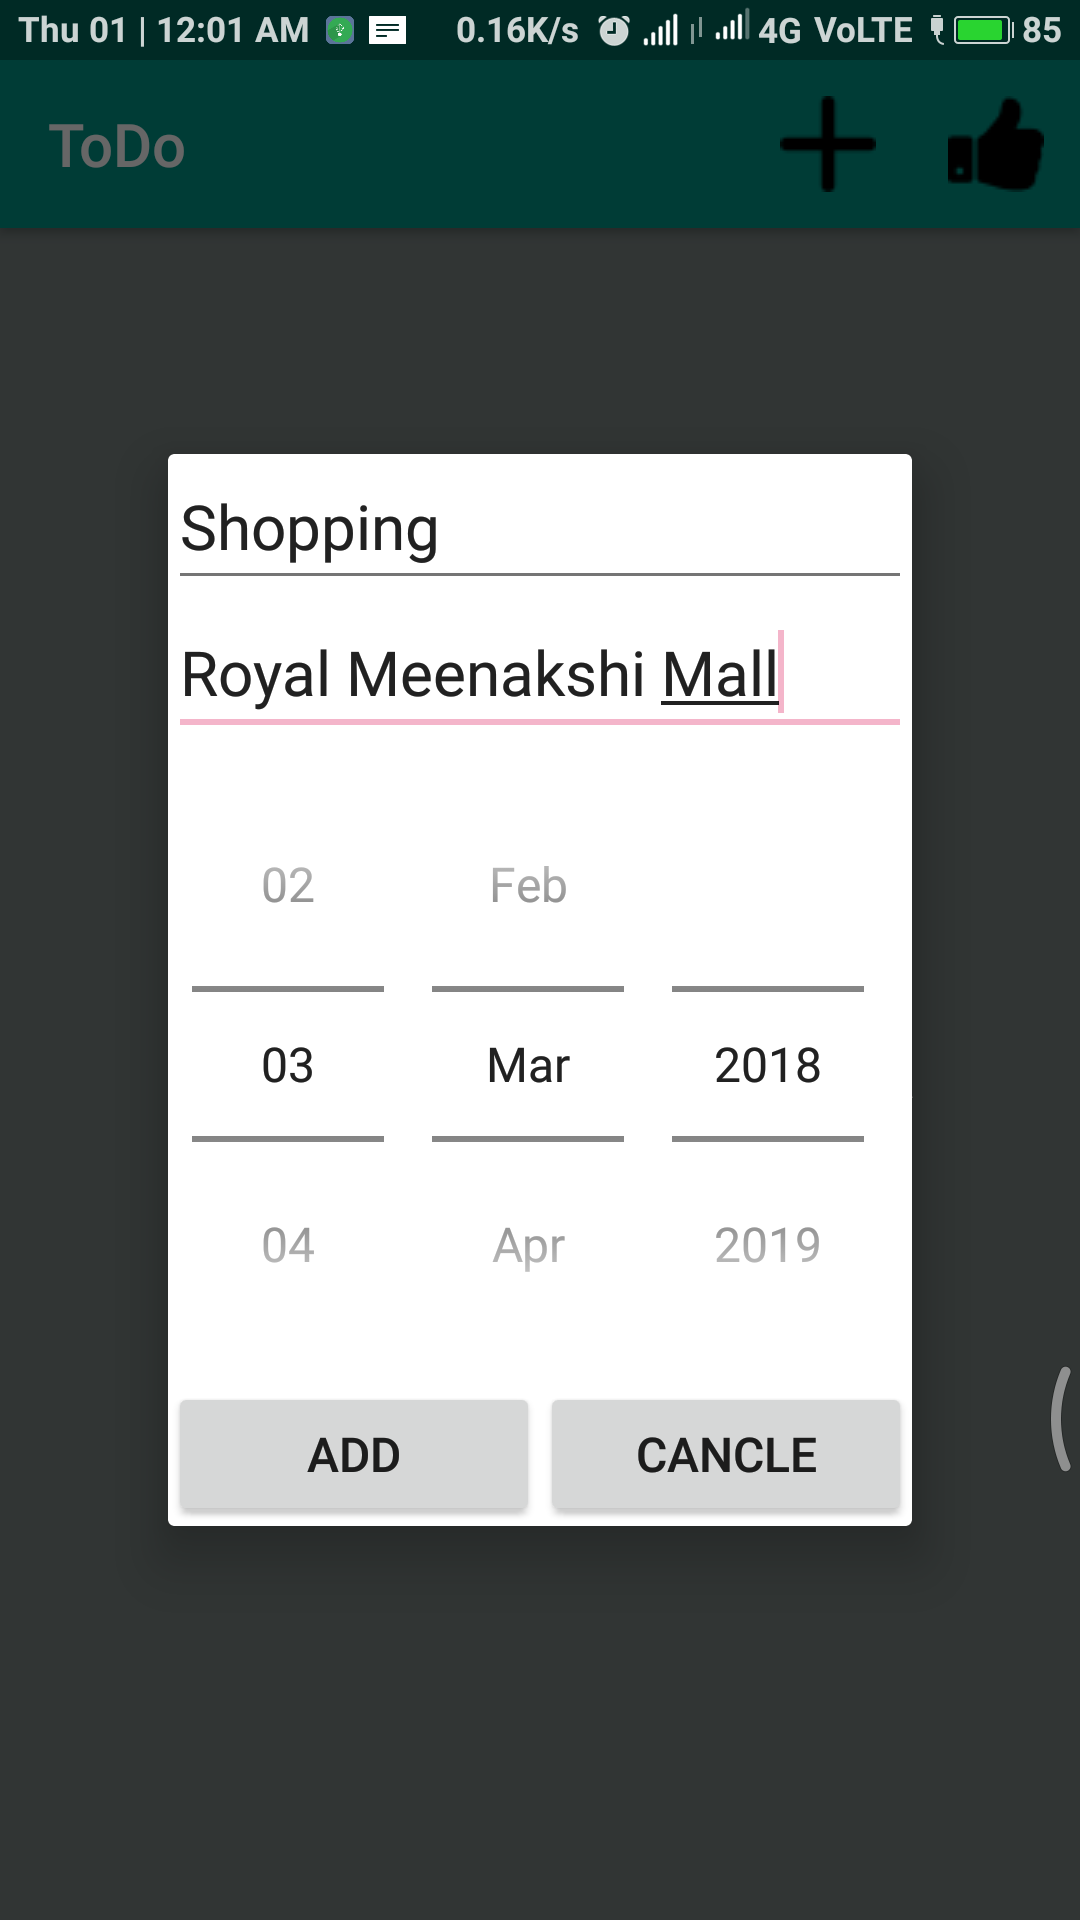 Thu 01 | 12:01 AM 0.16K/s 4G VoLTE 85
ToDo
Shopping
Royal Meenakshi Mall
02 Feb
03 Mar 2018
04 Apr 2019
ADD CANCLE